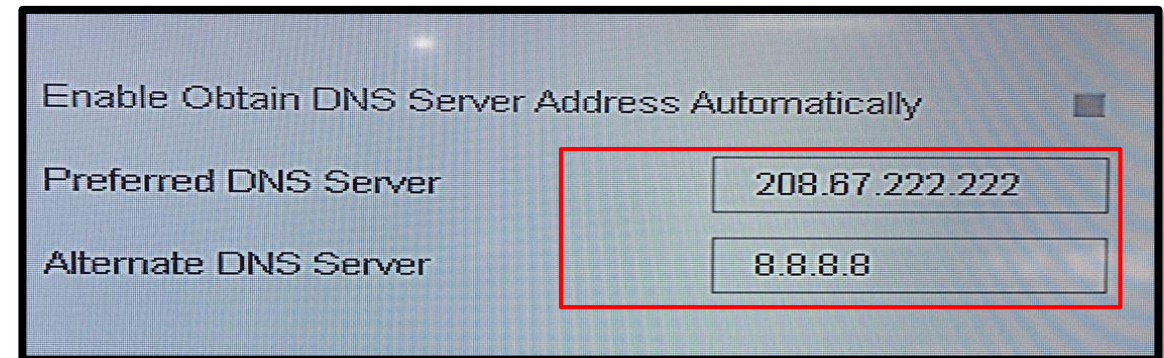 Enable Obtain DNS Server Address Automatically
Preferred DNS Server 208.67.222.222
Alternate DNS Server 8.8.8.8